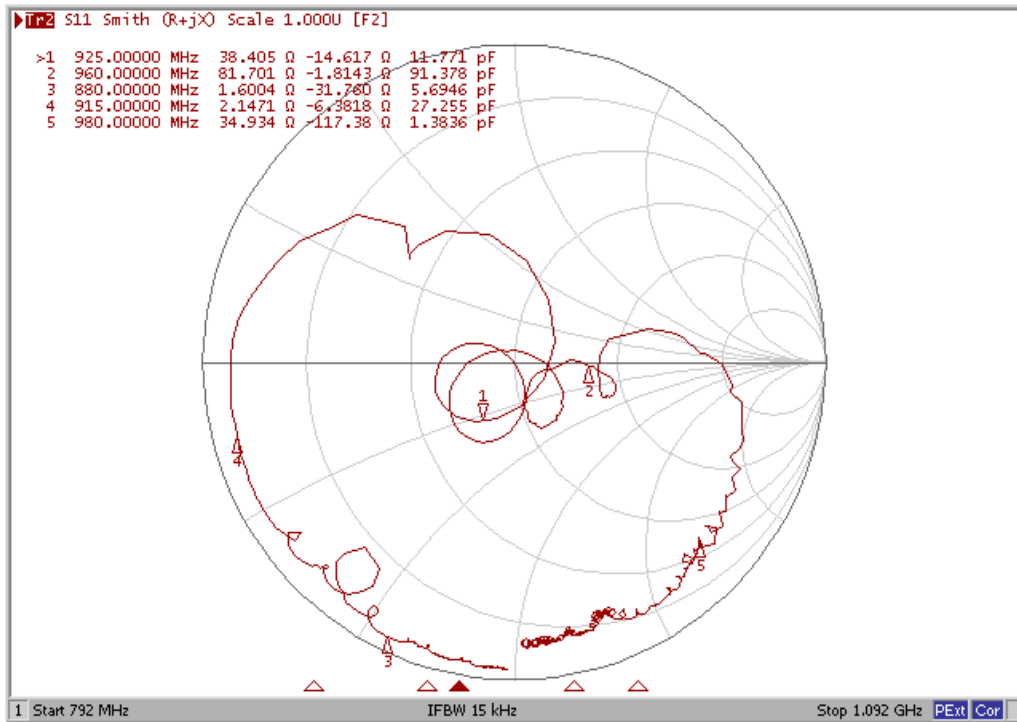 Tr2 S11 Smith (R+jX) Scale 1.000U [F2]
>1 925.00000 MHz 38.405 Ω -14.617 Ω 11.771 pF
2 960.00000 MHz 81.701 Ω -1.8143 Ω 91.378 pF
3 880.00000 MHz 1.6004 Ω -31.760 Ω 5.6946 pF
4 915.00000 MHz 2.1471 Ω -6.3818 Ω 27.255 pF
5 980.00000 MHz 34.934 Ω -117.38 Ω 1.3836 pF
1
2
4
5
3
1 Start 792 MHz IFBW 15 kHz Stop 1.092 GHz PExt Cor